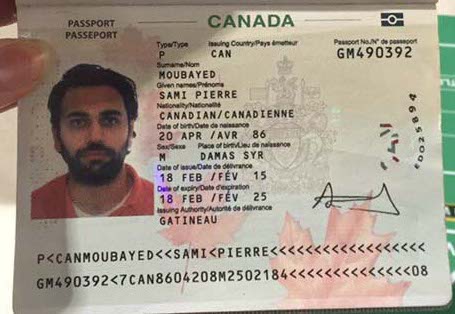 PASSPORT
PASSEPORT
CANADA
Type/Type
Issuing Country/Pays émetteur
Passport No./N° de passeport
P
CAN
GM490392
Surname/Nom
MOUBAYED
Given names/Prénoms
SAMI PIERRE
Nationality/Nationalité
CANADIAN/CANADIENNE
Date of birth/Date de naissance
20 APR /AVR 86
Sex/Sexe
Place of birth/Lieu de naissance
M
DAMAS SYR
Date of issue/Date de délivrance
18 FEB /FÉV 15
Date of expiry/Date d'expiration
18 FEB /FÉV 25
Issuing Authority/Autorité de délivrance
GATINEAU
P<CANMOUBAYED<<SAMI<PIERRE<<<<<<<<<<<<<<<<<<
GM490392<7CAN8604208M2502184<<<<<<<<<<<<<<08